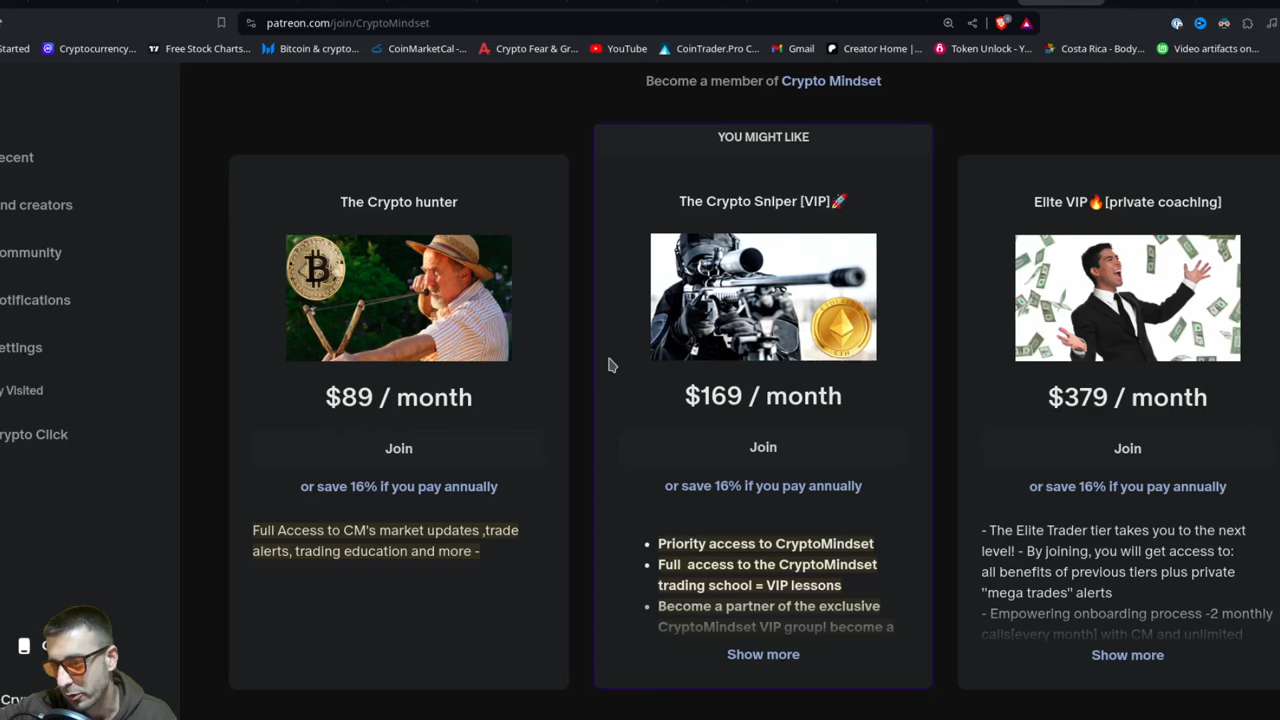 patreon.com/join/CryptoMindset
Started
Cryptocurrency...
Free Stock Charts...
Bitcoin & crypto...
CoinMarketCal -...
Crypto Fear & Gr...
YouTube
CoinTrader.Pro C...
Gmail
Creator Home |...
Token Unlock - Y...
Costa Rica - Body...
Video artifacts on...
Become a member of Crypto Mindset
ecent
nd creators
ommunity
otifications
ettings
y Visited
rypto Click
Cry
The Crypto hunter
$89 / month
Join
or save 16% if you pay annually
Full Access to CM's market updates ,trade
alerts, trading education and more -
YOU MIGHT LIKE
The Crypto Sniper [VIP]🚀
$169 / month
Join
or save 16% if you pay annually
• Priority access to CryptoMindset
• Full access to the CryptoMindset
trading school = VIP lessons
• Become a partner of the exclusive
CryptoMindset VIP group! become a
Show more
Elite VIP🔥[private coaching]
$379 / month
Join
or save 16% if you pay annually
- The Elite Trader tier takes you to the next
level! - By joining, you will get access to:
all benefits of previous tiers plus private
"mega trades" alerts
- Empowering onboarding process -2 monthly
calls[every month] with CM and unlimited
Show more